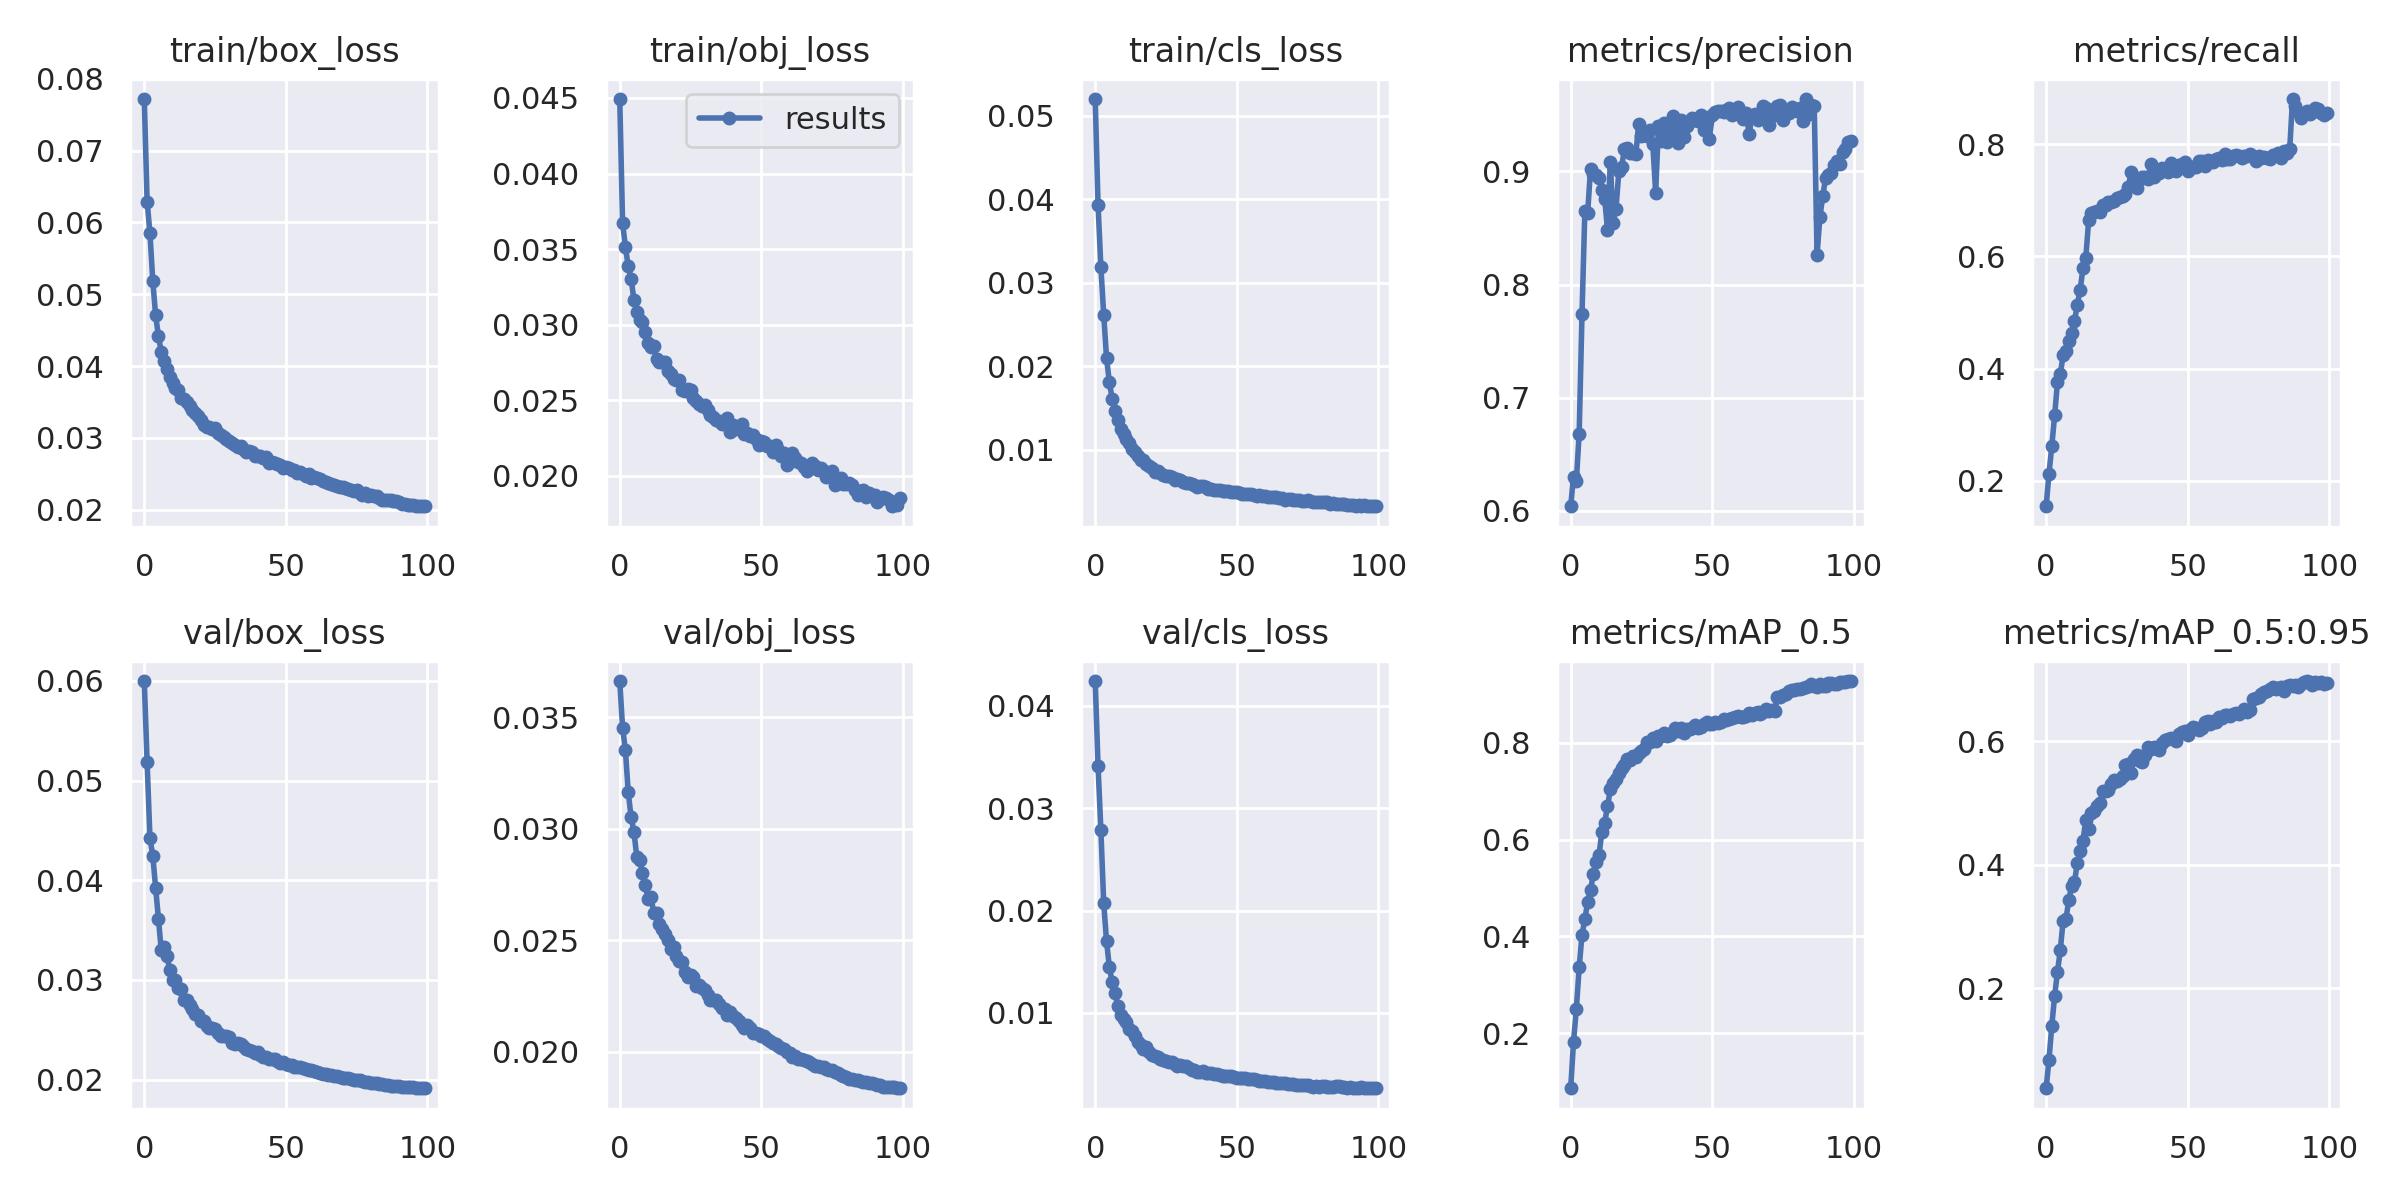 train/box_loss
0.08
0.07
0.06
0.05
0.04
0.03
0.02
0 50 100
train/obj_loss
results
0.045
0.040
0.035
0.030
0.025
0.020
0 50 100
train/cls_loss
0.05
0.04
0.03
0.02
0.01
0 50 100
metrics/precision
0.9
0.8
0.7
0.6
0 50 100
metrics/recall
0.8
0.6
0.4
0.2
0 50 100
val/box_loss
0.06
0.05
0.04
0.03
0.02
0 50 100
val/obj_loss
0.035
0.030
0.025
0.020
0 50 100
val/cls_loss
0.04
0.03
0.02
0.01
0 50 100
metrics/mAP_0.5
0.8
0.6
0.4
0.2
0 50 100
metrics/mAP_0.5:0.95
0.6
0.4
0.2
0 50 100